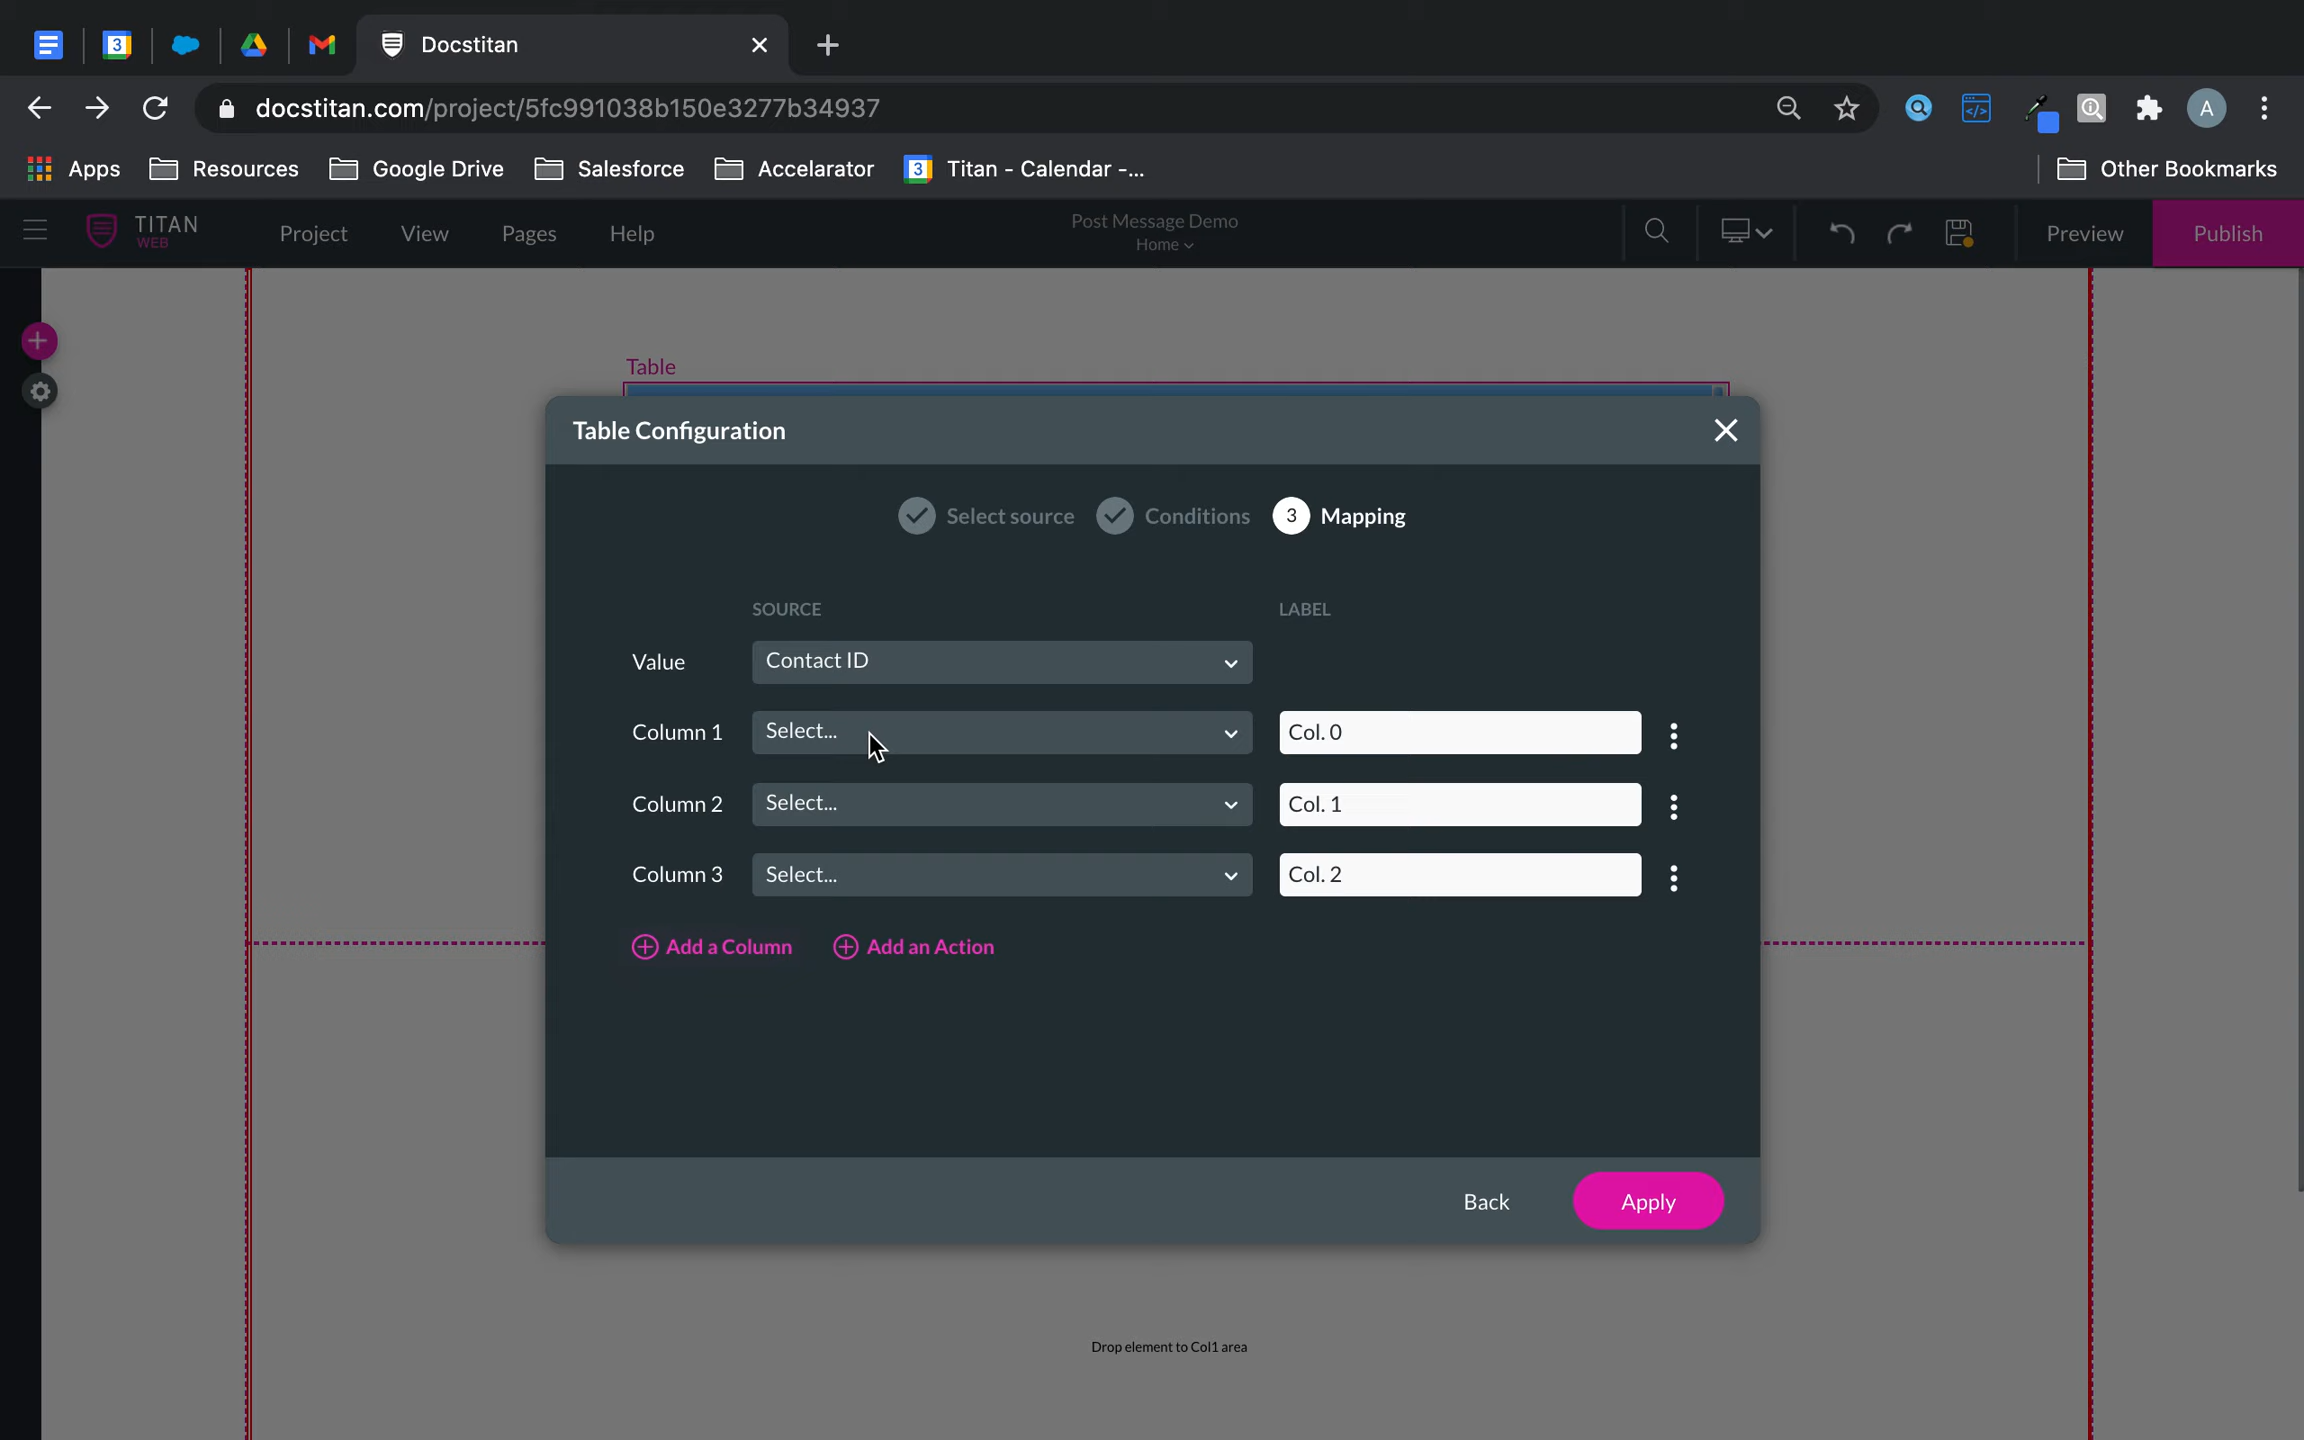 Docstitan
docstitan.com/project/5fc991038b150e3277b34937
A
Apps
Resources
Google Drive
Salesforce
Accelarator
3 Titan - Calendar -...
Other Bookmarks
TITAN
WEB
Project
View
Pages
Help
Post Message Demo
Home
Preview
Publish
Table
Table Configuration
Select source
Conditions
3 Mapping
SOURCE LABEL
Value Contact ID
Column 1 Select... Col. 0
Column 2 Select... Col. 1
Column 3 Select... Col. 2
Add a Column Add an Action
Back Apply
Drop element to Col1 area